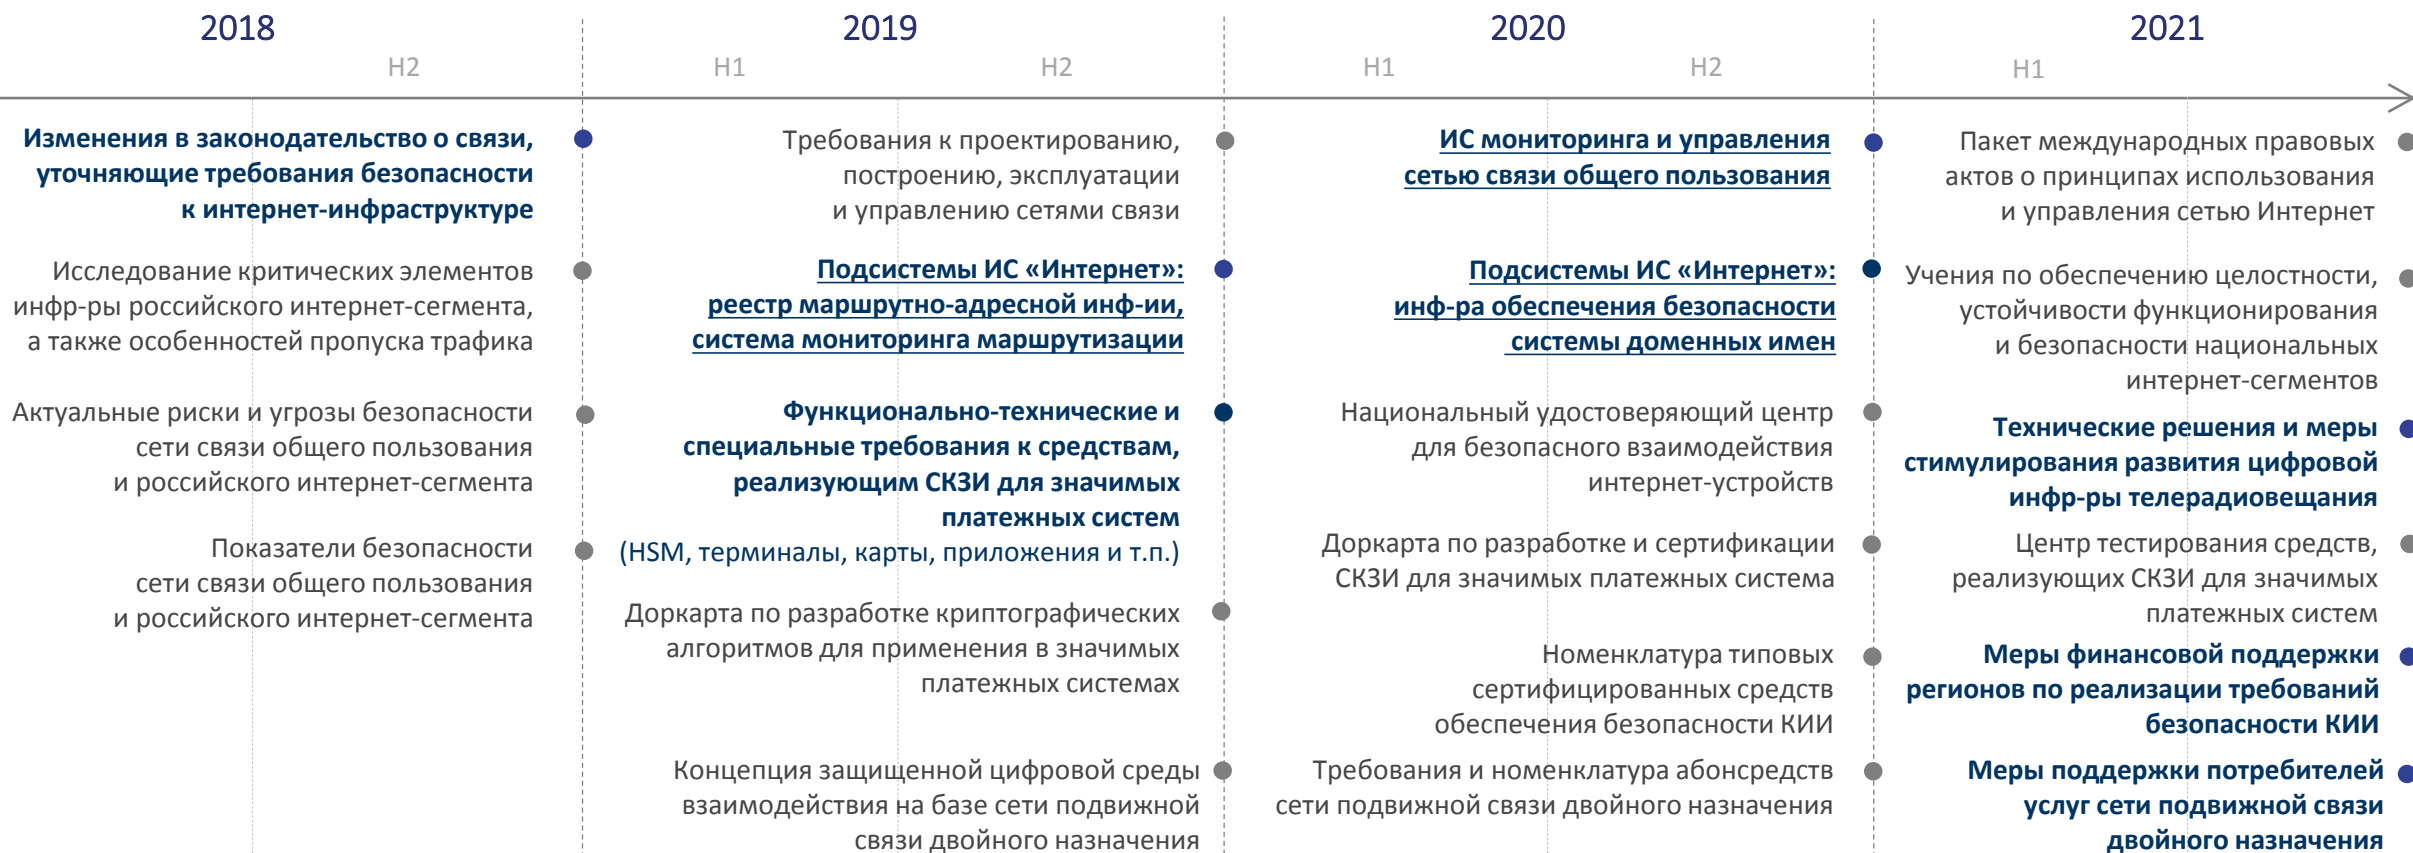 2018
2019
2020
2021
H2
H1
H2
H1
H2
H1
Изменения в законодательство о связи,
уточняющие требования безопасности
к интернет-инфраструктуре
Исследование критических элементов
инфр-ры российского интернет-сегмента,
а также особенностей пропуска трафика
Актуальные риски и угрозы безопасности
сети связи общего пользования
и российского интернет-сегмента
Показатели безопасности
сети связи общего пользования
и российского интернет-сегмента
Требования к проектированию,
построению, эксплуатации
и управлению сетями связи
Подсистемы ИС «Интернет»:
реестр маршрутно-адресной инф-ии,
система мониторинга маршрутизации
Функционально-технические и
специальные требования к средствам,
реализующим СКЗИ для значимых
платежных систем
(HSM, терминалы, карты, приложения и т.п.)
Доркарта по разработке криптографических
алгоритмов для применения в значимых
платежных системах
Концепция защищенной цифровой среды
взаимодействия на базе сети подвижной
связи двойного назначения
ИС мониторинга и управления
сетью связи общего пользования
Подсистемы ИС «Интернет»:
инф-ра обеспечения безопасности
системы доменных имен
Национальный удостоверяющий центр
для безопасного взаимодействия
интернет-устройств
Доркарта по разработке и сертификации
СКЗИ для значимых платежных система
Номенклатура типовых
сертифицированных средств
обеспечения безопасности КИИ
Требования и номенклатура абонсредств
сети подвижной связи двойного назначения
Пакет международных правовых
актов о принципах использования
и управления сетью Интернет
Учения по обеспечению целостности,
устойчивости функционирования
и безопасности национальных
интернет-сегментов
Технические решения и меры
стимулирования развития цифровой
инфр-ры телерадиовещания
Центр тестирования средств,
реализующих СКЗИ для значимых
платежных систем
Меры финансовой поддержки
регионов по реализации требований
безопасности КИИ
Меры поддержки потребителей
услуг сети подвижной связи
двойного назначения